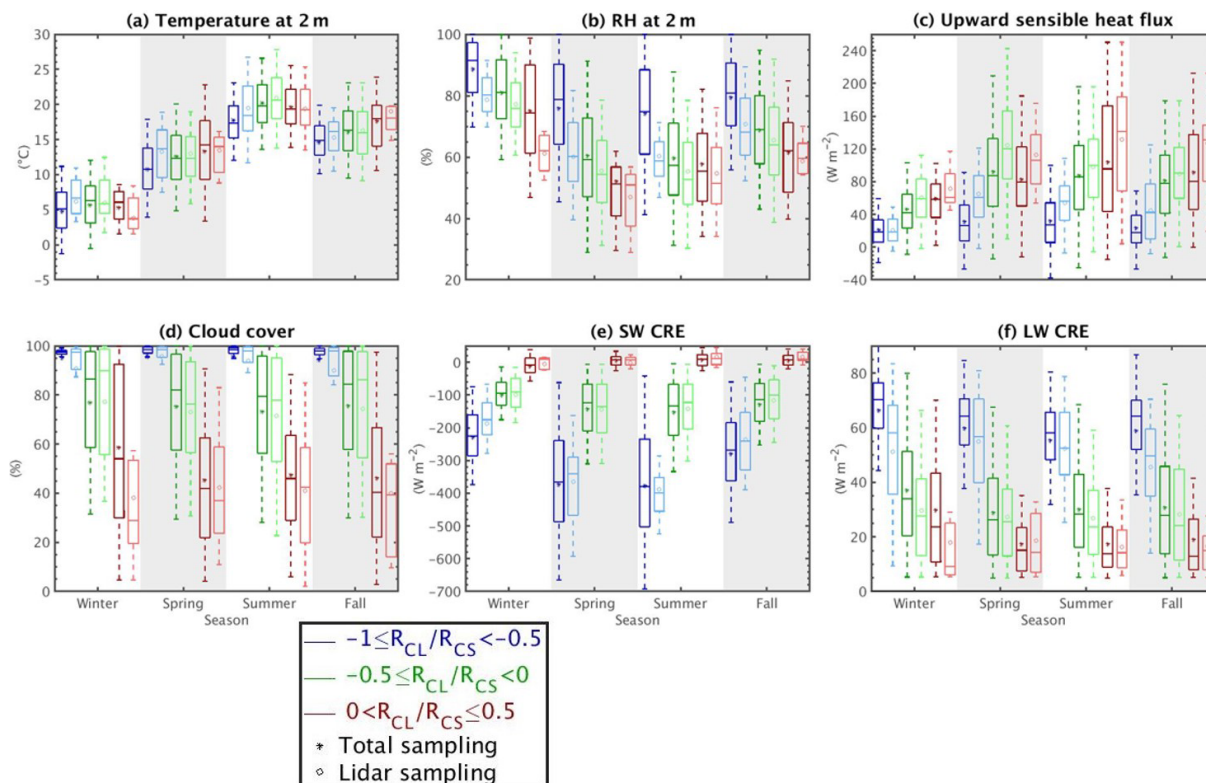 (a) Temperature at 2 m
(b) RH at 2 m
(c) Upward sensible heat flux
30
25
20
15
10
5
0
-5
(°C)
100
80
60
40
20
(%)
240
200
160
120
80
40
0
-40
(W m⁻²)
(d) Cloud cover
(e) SW CRE
(f) LW CRE
100
80
60
40
20
0
(%)
0
-100
-200
-300
-400
-500
-600
-700
(W m⁻²)
80
60
40
20
0
(W m⁻²)
Winter Spring Summer Fall
Season
Winter Spring Summer Fall
Season
Winter Spring Summer Fall
Season
-1≤R_CL/R_CS<-0.5
-0.5≤R_CL/R_CS<0
0<R_CL/R_CS≤0.5
* Total sampling
○ Lidar sampling